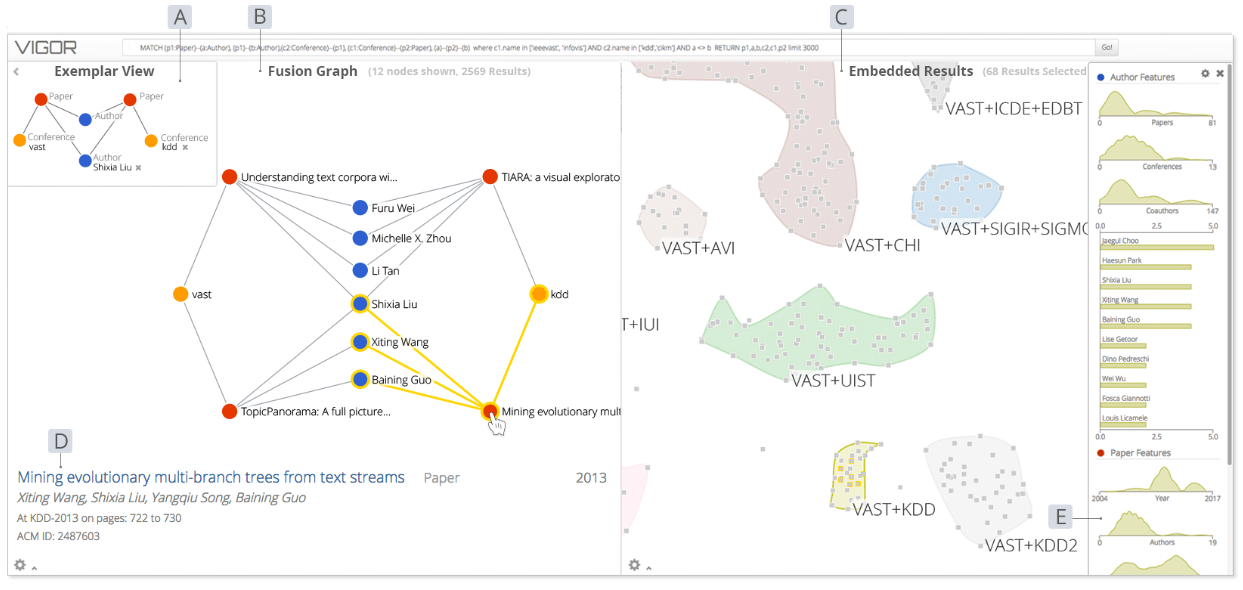 A
B
C
VIGOR
MATCH (p1:Paper)--(a:Author), (p1)--(b:Author),(c2:Conference)--(p1), (c1:Conference)--(p2:Paper), (a)--(p2)--(b) where c1.name in ['ieeevast', 'infovis'] AND c2.name in ['kdd','cikm'] AND a <> b RETURN p1,a,b,c2,c1,p2 limit 3000
Go!
Exemplar View
Paper
Paper
Author
Conference
vast
Conference
kdd
Author
Shixia Liu
Fusion Graph (12 nodes shown, 2569 Results)
Understanding text corpora wi...
TIARA: a visual explorato
Furu Wei
Michelle X. Zhou
Li Tan
vast
Shixia Liu
kdd
Xiting Wang
Baining Guo
TopicPanorama: A full picture...
Mining evolutionary mult
D
Mining evolutionary multi-branch trees from text streams
Paper
2013
Xiting Wang, Shixia Liu, Yangqiu Song, Baining Guo
At KDD-2013 on pages: 722 to 730
ACM ID: 2487603
Embedded Results (68 Results Selected
VAST+ICDE+EDBT
VAST+SIGIR+SIGMO
VAST+AVI
VAST+CHI
T+IUI
VAST+UIST
VAST+KDD
VAST+KDD2
E
Author Features
0 Papers 81
0 Conferences 13
0 Coauthors 147
0.0 2.5 5.0
Jaegul Choo
Haesun Park
Shixia Liu
Xiting Wang
Baining Guo
Lise Getoor
Dino Pedreschi
Wei Wu
Fosca Giannotti
Louis Licamele
0.0 2.5 5.0
Paper Features
2004 Year 2017
0 Authors 19